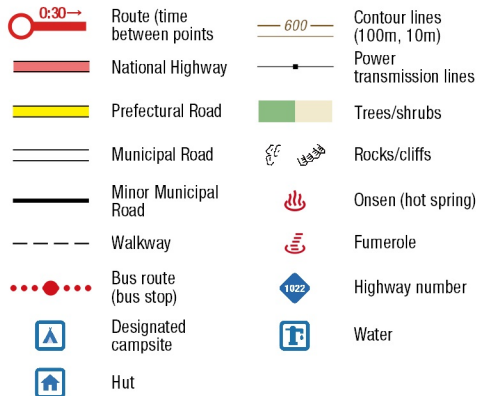 0:30→
Route (time
between points
National Highway
Prefectural Road
Municipal Road
Minor Municipal
Road
Walkway
Bus route
(bus stop)
Designated
campsite
Hut
600
Contour lines
(100m, 10m)
Power
transmission lines
Trees/shrubs
Rocks/cliffs
Onsen (hot spring)
Fumerole
1022
Highway number
Water